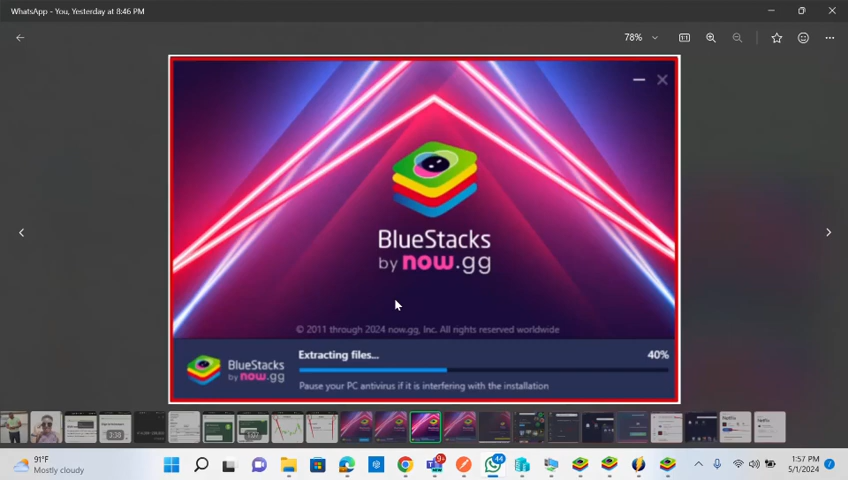 WhatsApp - You, Yesterday at 8:46 PM
78%
BlueStacks
by now.gg
© 2011 through 2024 now.gg, Inc. All rights reserved worldwide
BlueStacks
by now.gg
Extracting files...
40%
Pause your PC antivirus if it is interfering with the installation
91°F
Mostly cloudy
9+
44
1:57 PM
5/1/2024